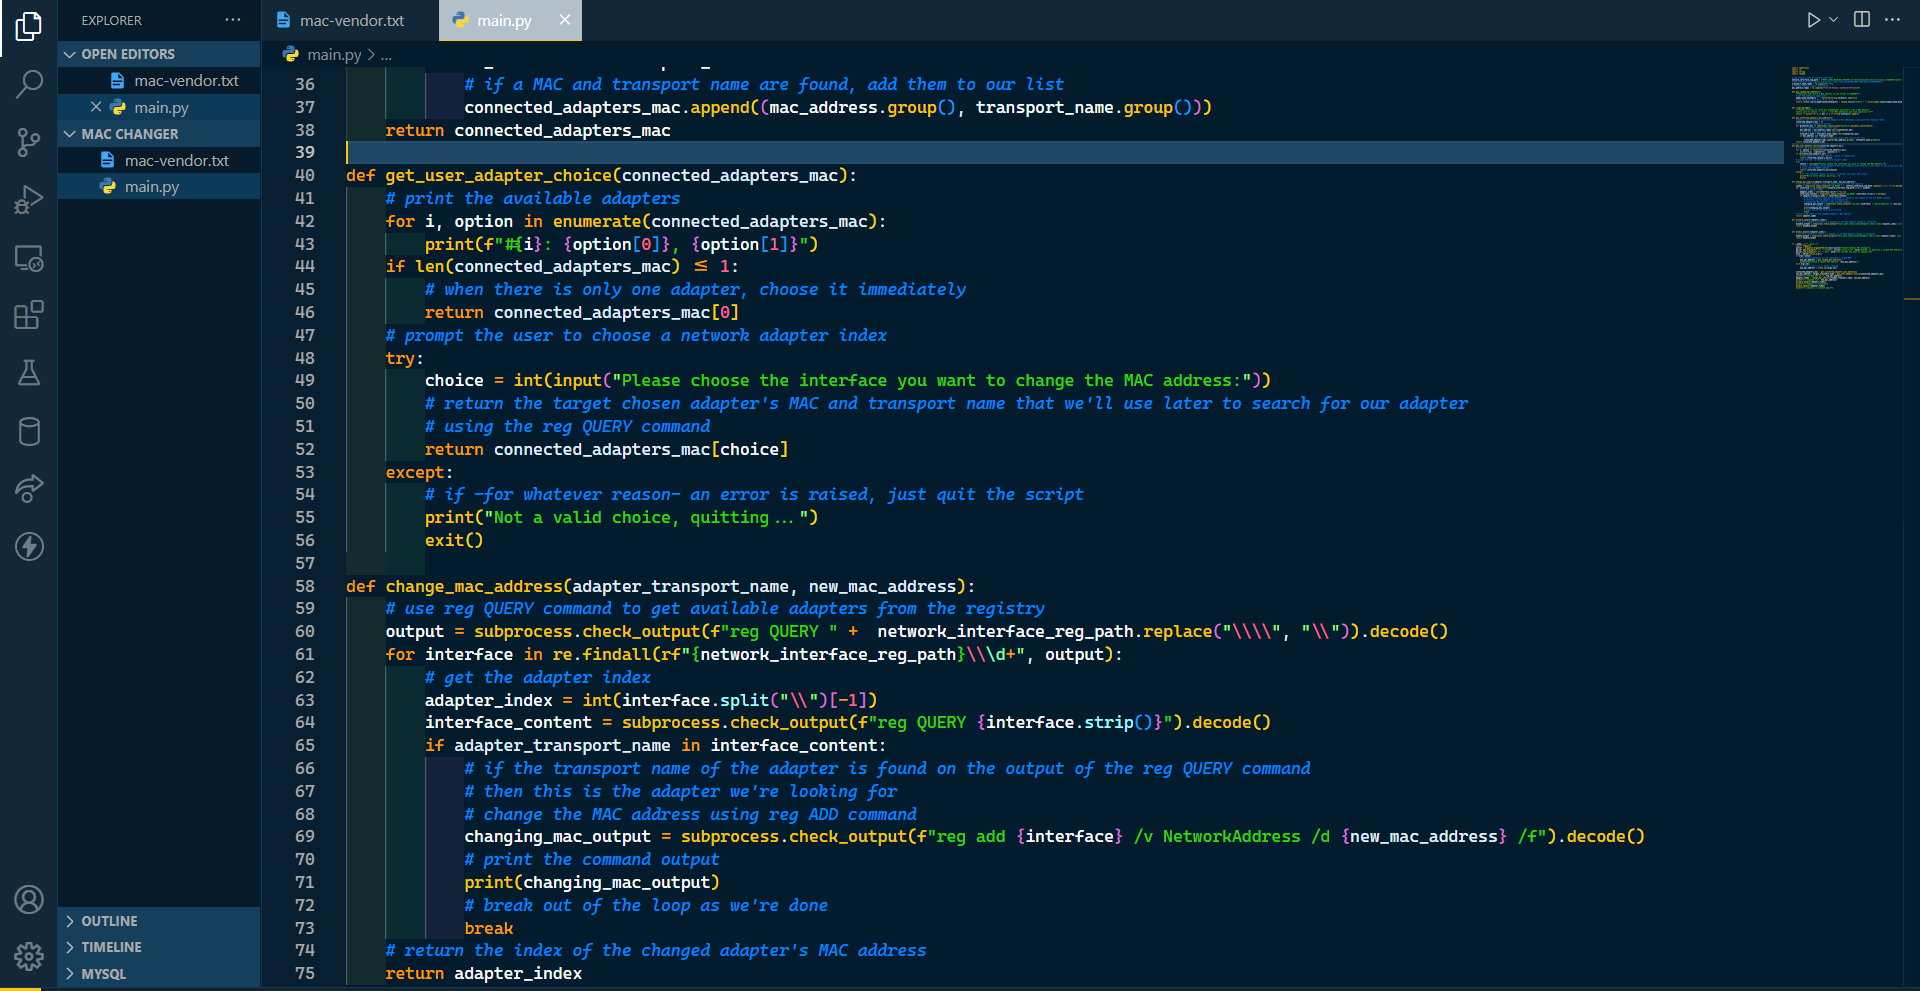 EXPLORER
mac-vendor.txt
main.py
OPEN EDITORS
mac-vendor.txt
main.py
MAC CHANGER
mac-vendor.txt
main.py
OUTLINE
TIMELINE
MYSQL
main.py > ...
36 # if a MAC and transport name are found, add them to our list
37 connected_adapters_mac.append((mac_address.group(), transport_name.group()))
38 return connected_adapters_mac
39
40 def get_user_adapter_choice(connected_adapters_mac):
41 # print the available adapters
42 for i, option in enumerate(connected_adapters_mac):
43 print(f"#{i}: {option[0]}, {option[1]}")
44 if len(connected_adapters_mac) ≤ 1:
45 # when there is only one adapter, choose it immediately
46 return connected_adapters_mac[0]
47 # prompt the user to choose a network adapter index
48 try:
49 choice = int(input("Please choose the interface you want to change the MAC address:"))
50 # return the target chosen adapter's MAC and transport name that we'll use later to search for our adapter
51 # using the reg QUERY command
52 return connected_adapters_mac[choice]
53 except:
54 # if -for whatever reason- an error is raised, just quit the script
55 print("Not a valid choice, quitting...")
56 exit()
57
58 def change_mac_address(adapter_transport_name, new_mac_address):
59 # use reg QUERY command to get available adapters from the registry
60 output = subprocess.check_output(f"reg QUERY " +  network_interface_reg_path.replace("\\\\", "\\")).decode()
61 for interface in re.findall(rf"{network_interface_reg_path}\\\d+", output):
62 # get the adapter index
63 adapter_index = int(interface.split("\\")[-1])
64 interface_content = subprocess.check_output(f"reg QUERY {interface.strip()}").decode()
65 if adapter_transport_name in interface_content:
66 # if the transport name of the adapter is found on the output of the reg QUERY command
67 # then this is the adapter we're looking for
68 # change the MAC address using reg ADD command
69 changing_mac_output = subprocess.check_output(f"reg add {interface} /v NetworkAddress /d {new_mac_address} /f").decode()
70 # print the command output
71 print(changing_mac_output)
72 # break out of the loop as we're done
73 break
74 # return the index of the changed adapter's MAC address
75 return adapter_index